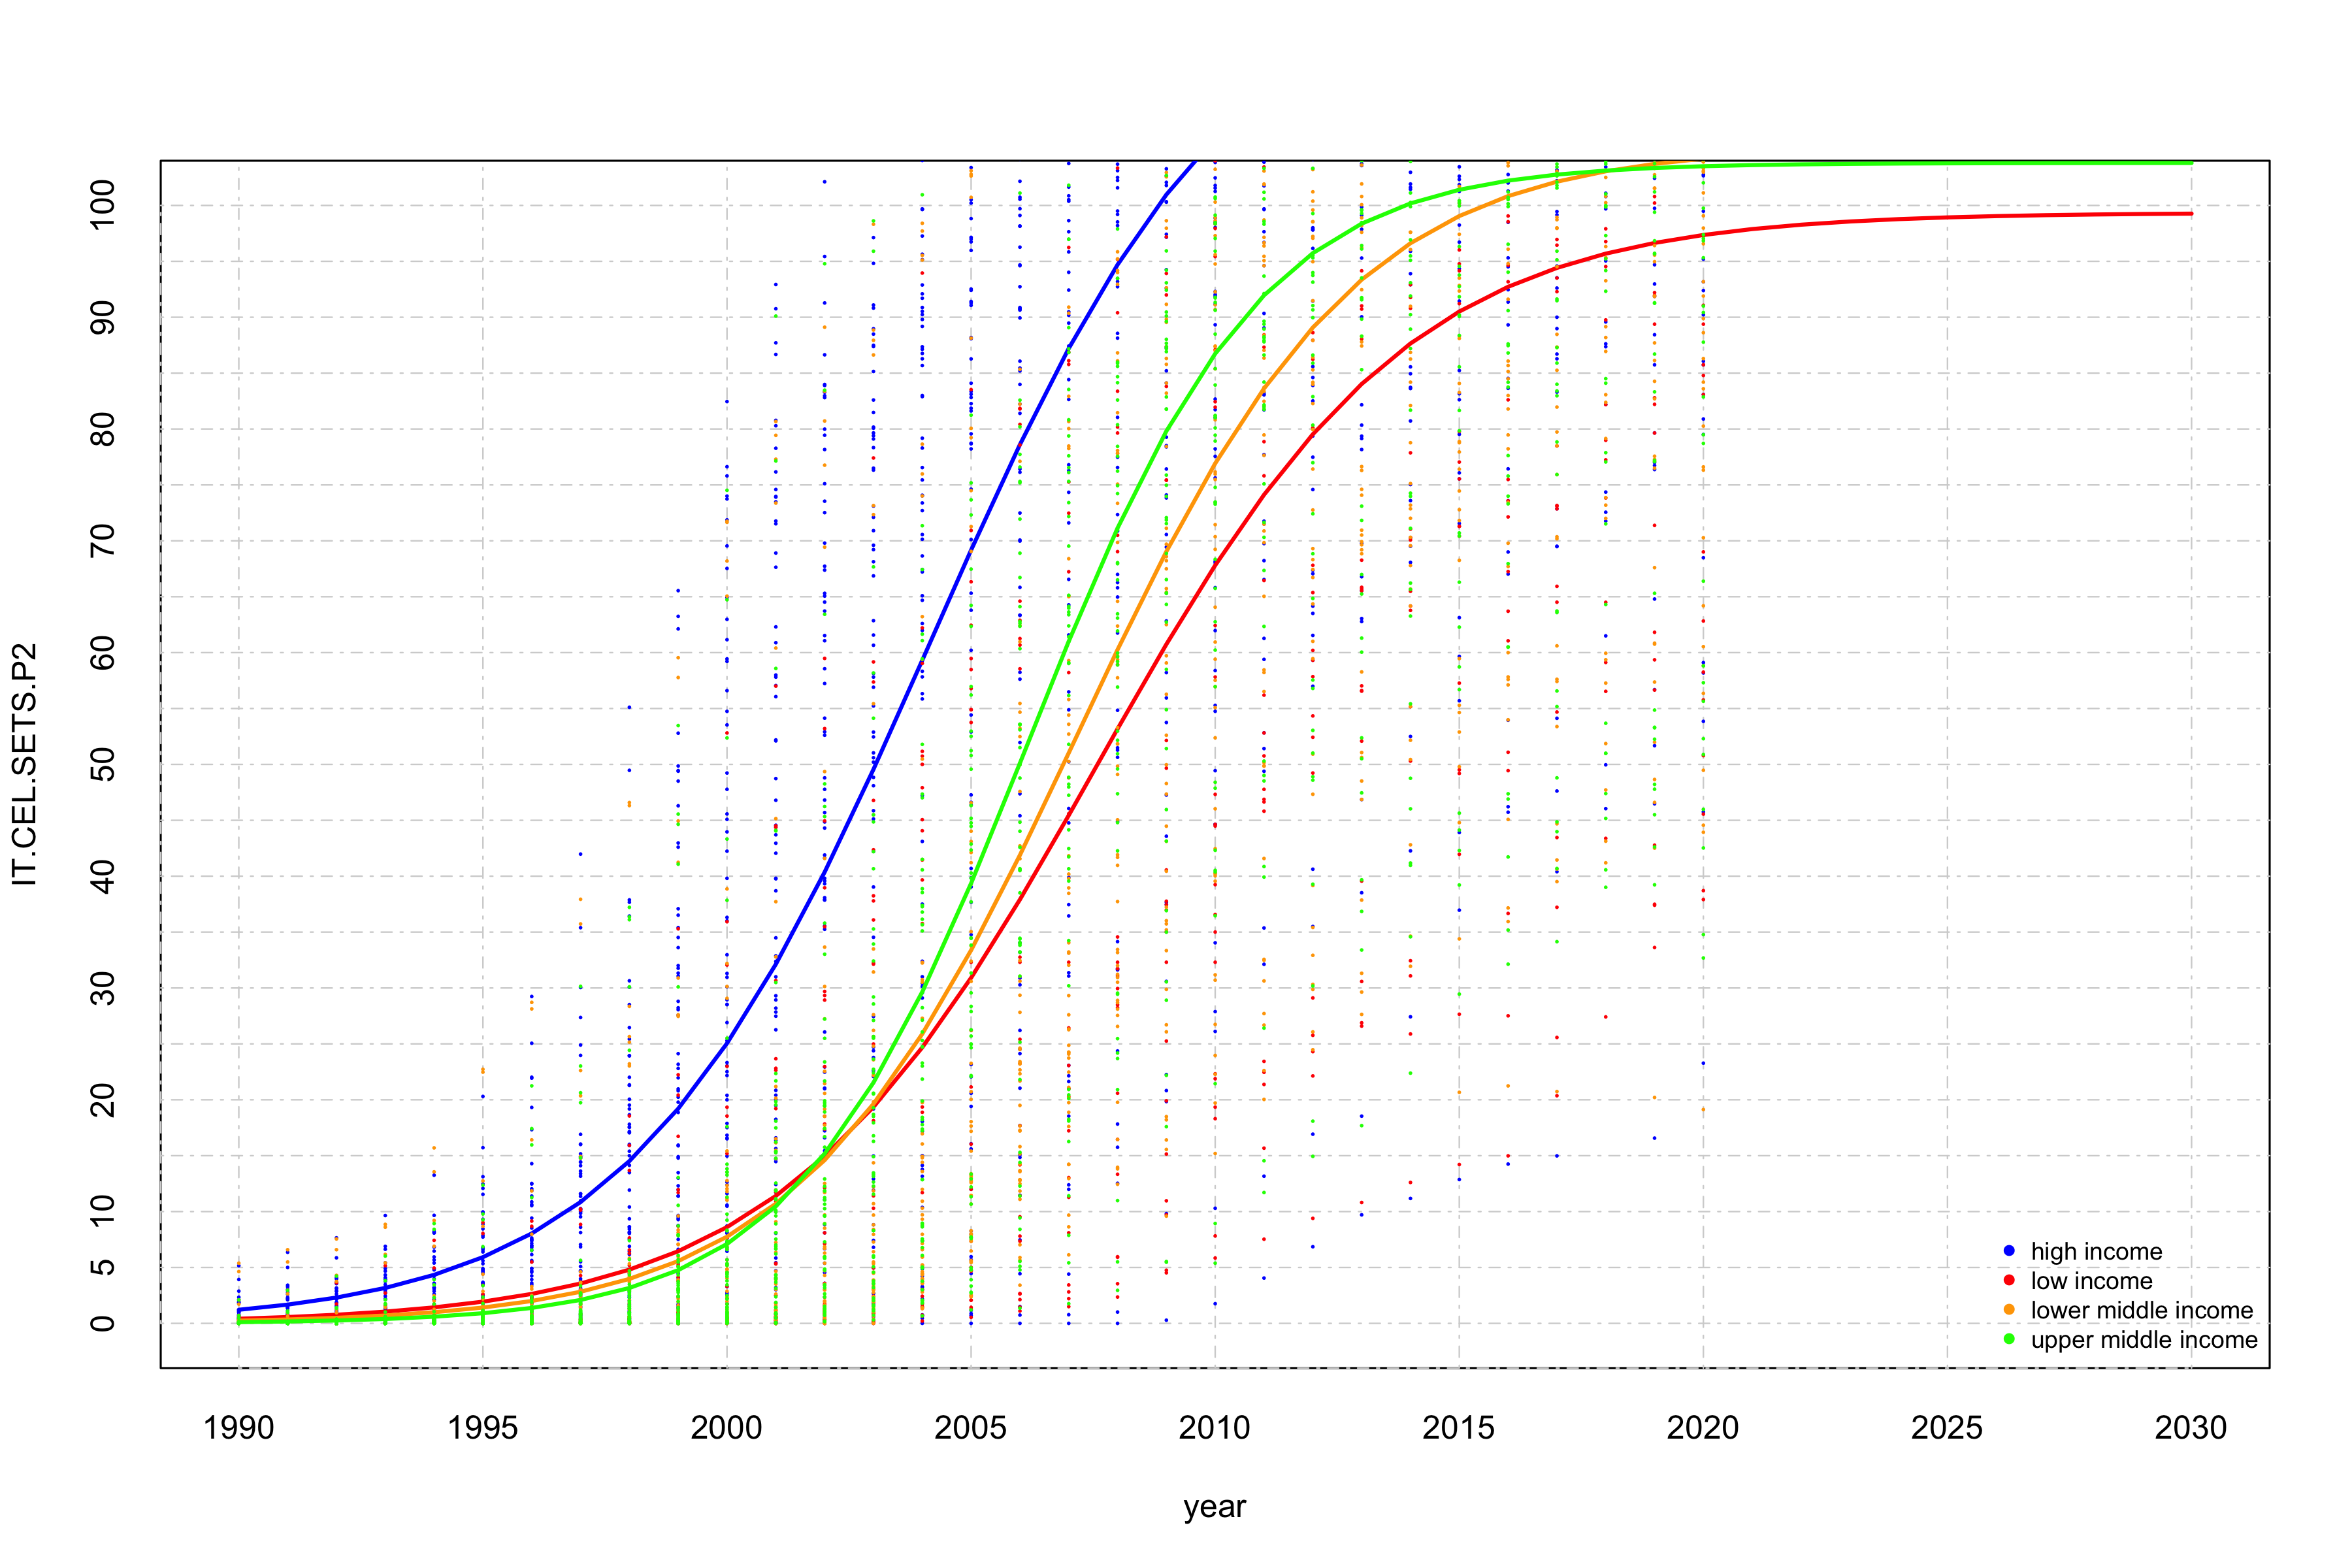 IT.CEL.SETS.P2
100
90
80
70
60
50
40
30
20
10
5
0
high income
low income
lower middle income
upper middle income
1990 1995 2000 2005 2010 2015 2020 2025 2030
year